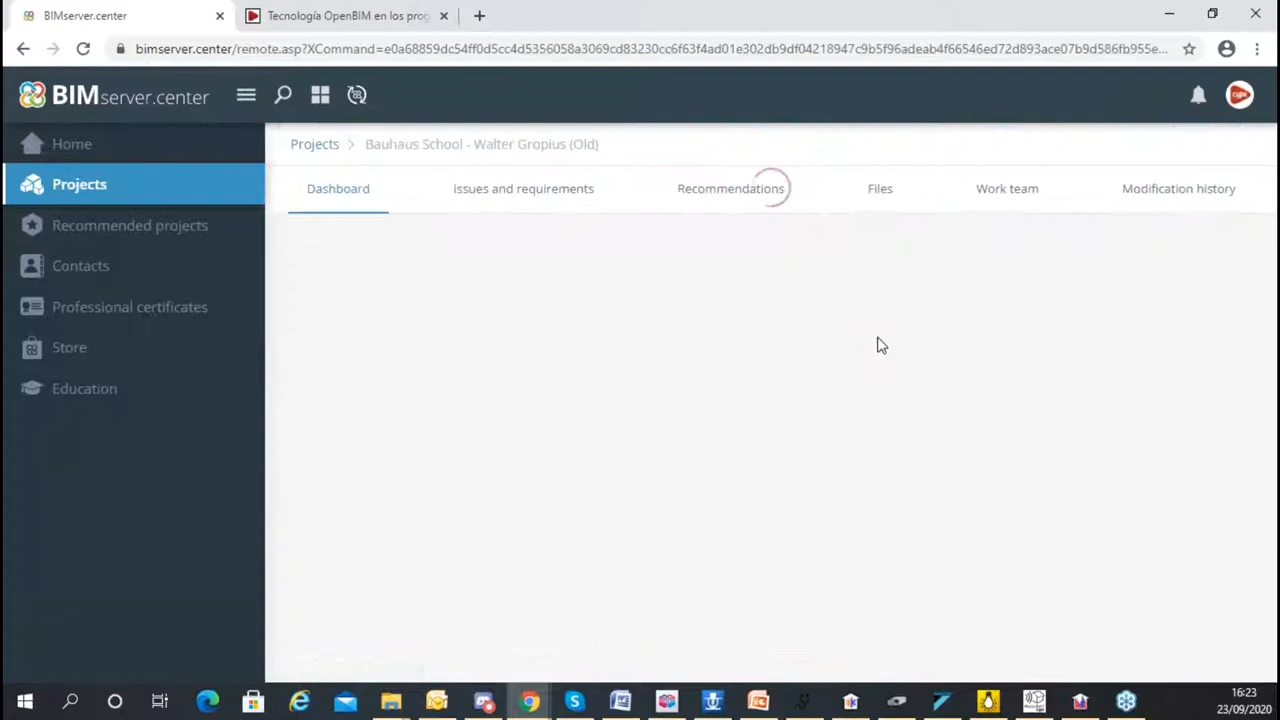 BIMserver.center
Tecnología OpenBIM en los prog
bimserver.center/remote.asp?XCommand=e0a68859dc54ff0d5cc4d5356058a3069cd83230cc6f63f4ad01e302db9df04218947c9b5f96adeab4f66546ed72d893ace07b9d586fb955e...
BIMserver.center
Home
Projects
Recommended projects
Contacts
Professional certificates
Store
Education
Projects > Bauhaus School - Walter Gropius (Old)
Dashboard
Issues and requirements
Recommendations
Files
Work team
Modification history
16:23
23/09/2020